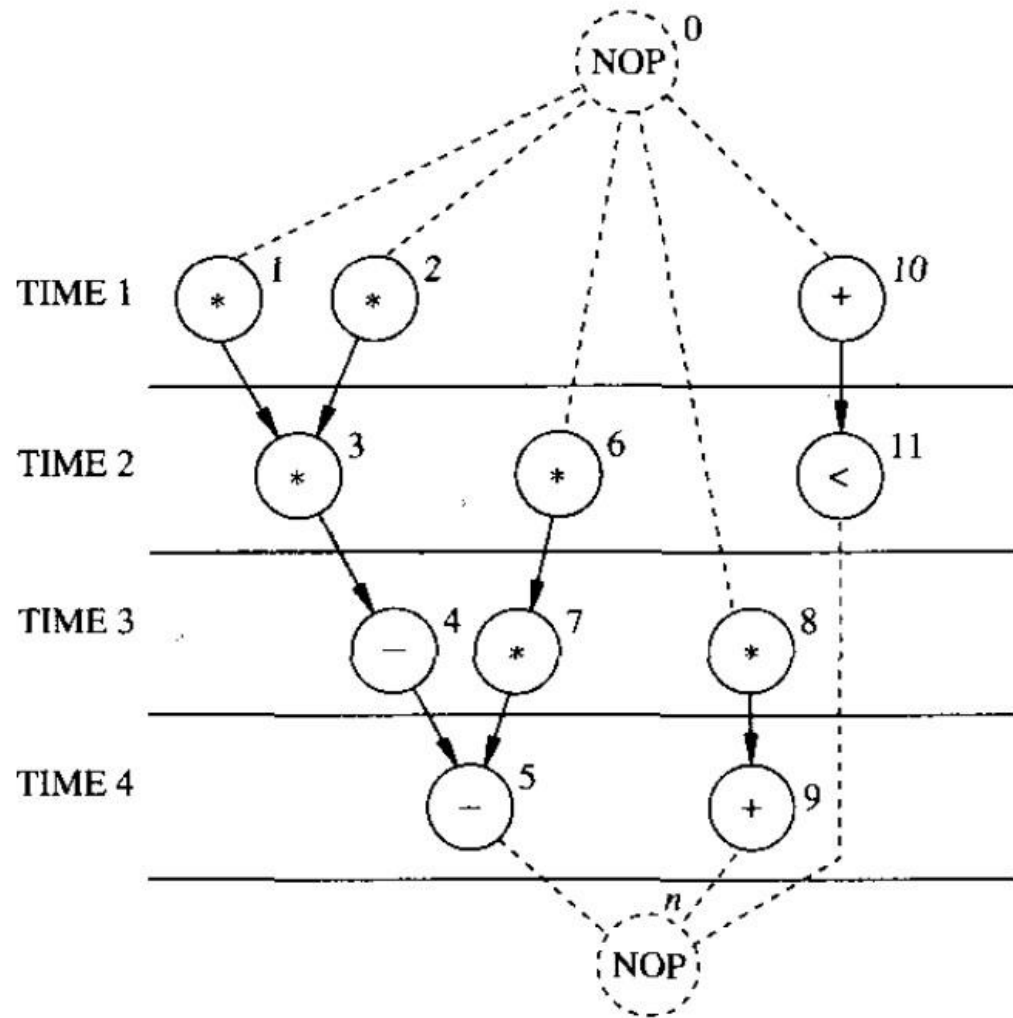 0
NOP
TIME 1
* 1
* 2
+ 10
TIME 2
* 3
* 6
< 11
TIME 3
− 4
* 7
* 8
TIME 4
− 5
+ 9
n
NOP